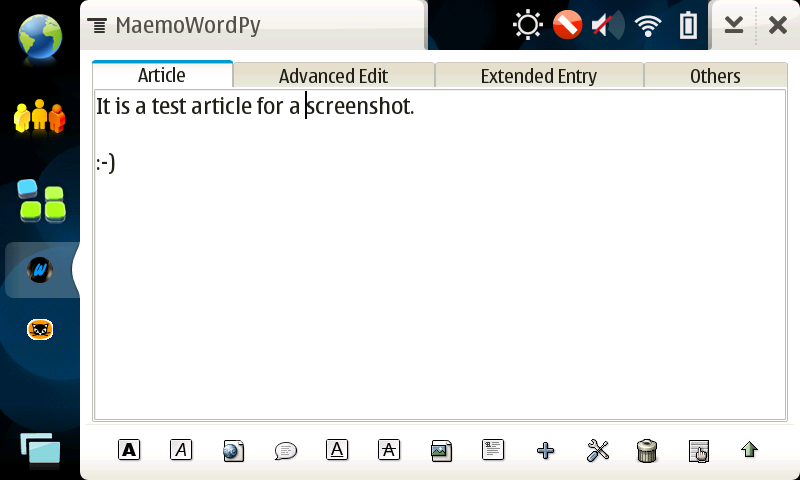 MaemoWordPy
Article
Advanced Edit
Extended Entry
Others
It is a test article for a screenshot.
:-)
A
A
A
A